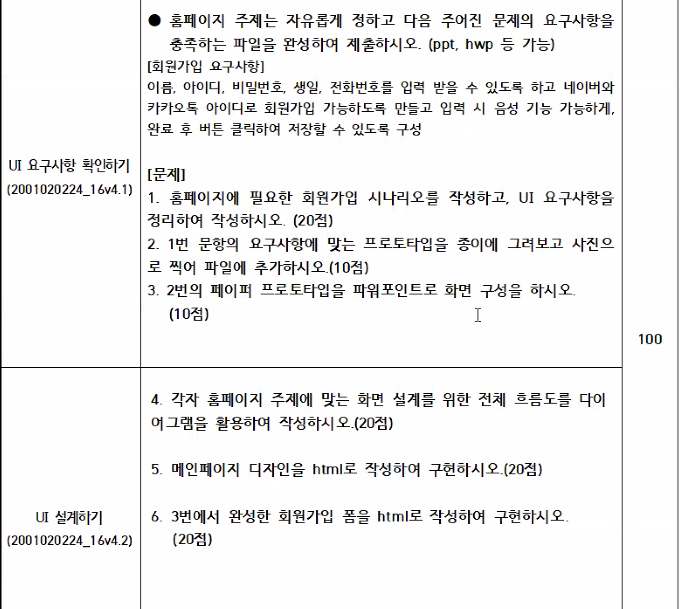 ● 홈페이지 주제는 자유롭게 정하고 다음 주어진 문제의 요구사항을
충족하는 파일을 완성하여 제출하시오. (ppt, hwp 등 가능)
[회원가입 요구사항]
이름, 아이디, 비밀번호, 생일, 전화번호를 입력 받을 수 있도록 하고 네이버와
카카오톡 아이디로 회원가입 가능하도록 만들고 입력 시 음성 기능 가능하게,
완료 후 버튼 클릭하여 저장할 수 있도록 구성
UI 요구사항 확인하기
(2001020224_16v4.1)
[문제]
1. 홈페이지에 필요한 회원가입 시나리오를 작성하고, UI 요구사항을
정리하여 작성하시오. (20점)
2. 1번 문항의 요구사항에 맞는 프로토타입을 종이에 그려보고 사진으
로 찍어 파일에 추가하시오.(10점)
3. 2번의 페이퍼 프로토타입을 파워포인트로 화면 구성을 하시오.
(10점)
100
4. 각자 홈페이지 주제에 맞는 화면 설계를 위한 전체 흐름도를 다이
어그램을 활용하여 작성하시오.(20점)
5. 메인페이지 디자인을 html로 작성하여 구현하시오.(20점)
UI 설계하기
(2001020224_16v4.2)
6. 3번에서 완성한 회원가입 폼을 html로 작성하여 구현하시오.
(20점)